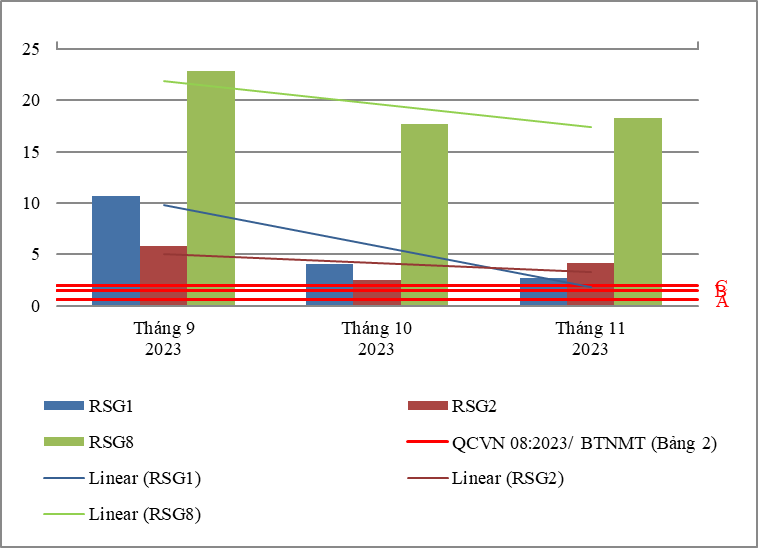 25
20
15
10
5
0
C
B
A
Tháng 9
2023
Tháng 10
2023
Tháng 11
2023
RSG1
RSG2
RSG8
QCVN 08:2023/ BTNMT (Bảng 2)
Linear (RSG1)
Linear (RSG2)
Linear (RSG8)